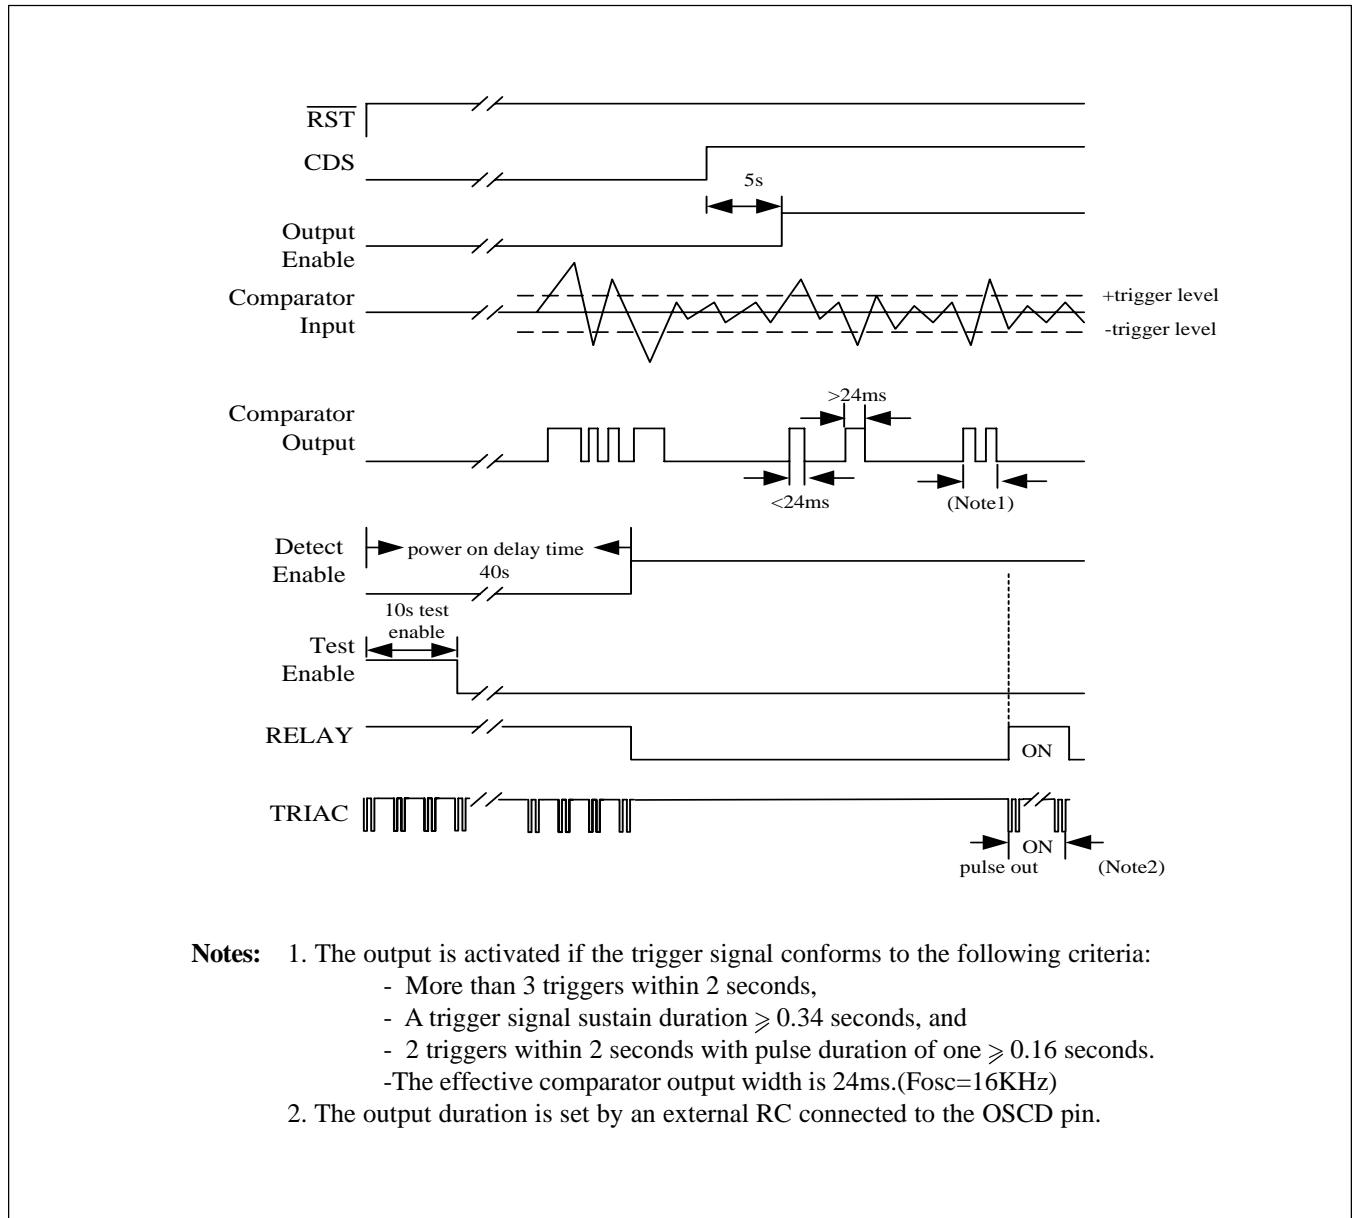 RST
CDS
5s
Output
Enable
Comparator
Input
+trigger level
-trigger level
>24ms
Comparator
Output
<24ms
(Note1)
Detect
Enable
power on delay time
40s
10s test
enable
Test
Enable
RELAY
ON
TRIAC
ON
pulse out
(Note2)
Notes: 1. The output is activated if the trigger signal conforms to the following criteria:
- More than 3 triggers within 2 seconds,
- A trigger signal sustain duration ⩾ 0.34 seconds, and
- 2 triggers within 2 seconds with pulse duration of one ⩾ 0.16 seconds.
-The effective comparator output width is 24ms.(Fosc=16KHz)
2. The output duration is set by an external RC connected to the OSCD pin.